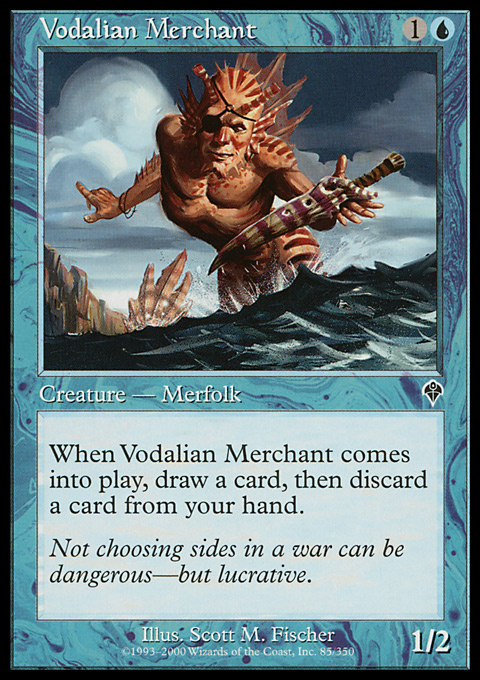 Vodalian Merchant 1
Creature — Merfolk
When Vodalian Merchant comes
into play, draw a card, then discard
a card from your hand.
Not choosing sides in a war can be
dangerous—but lucrative.
Illus. Scott M. Fischer
1/2
©1993–2000 Wizards of the Coast, Inc. 85/350